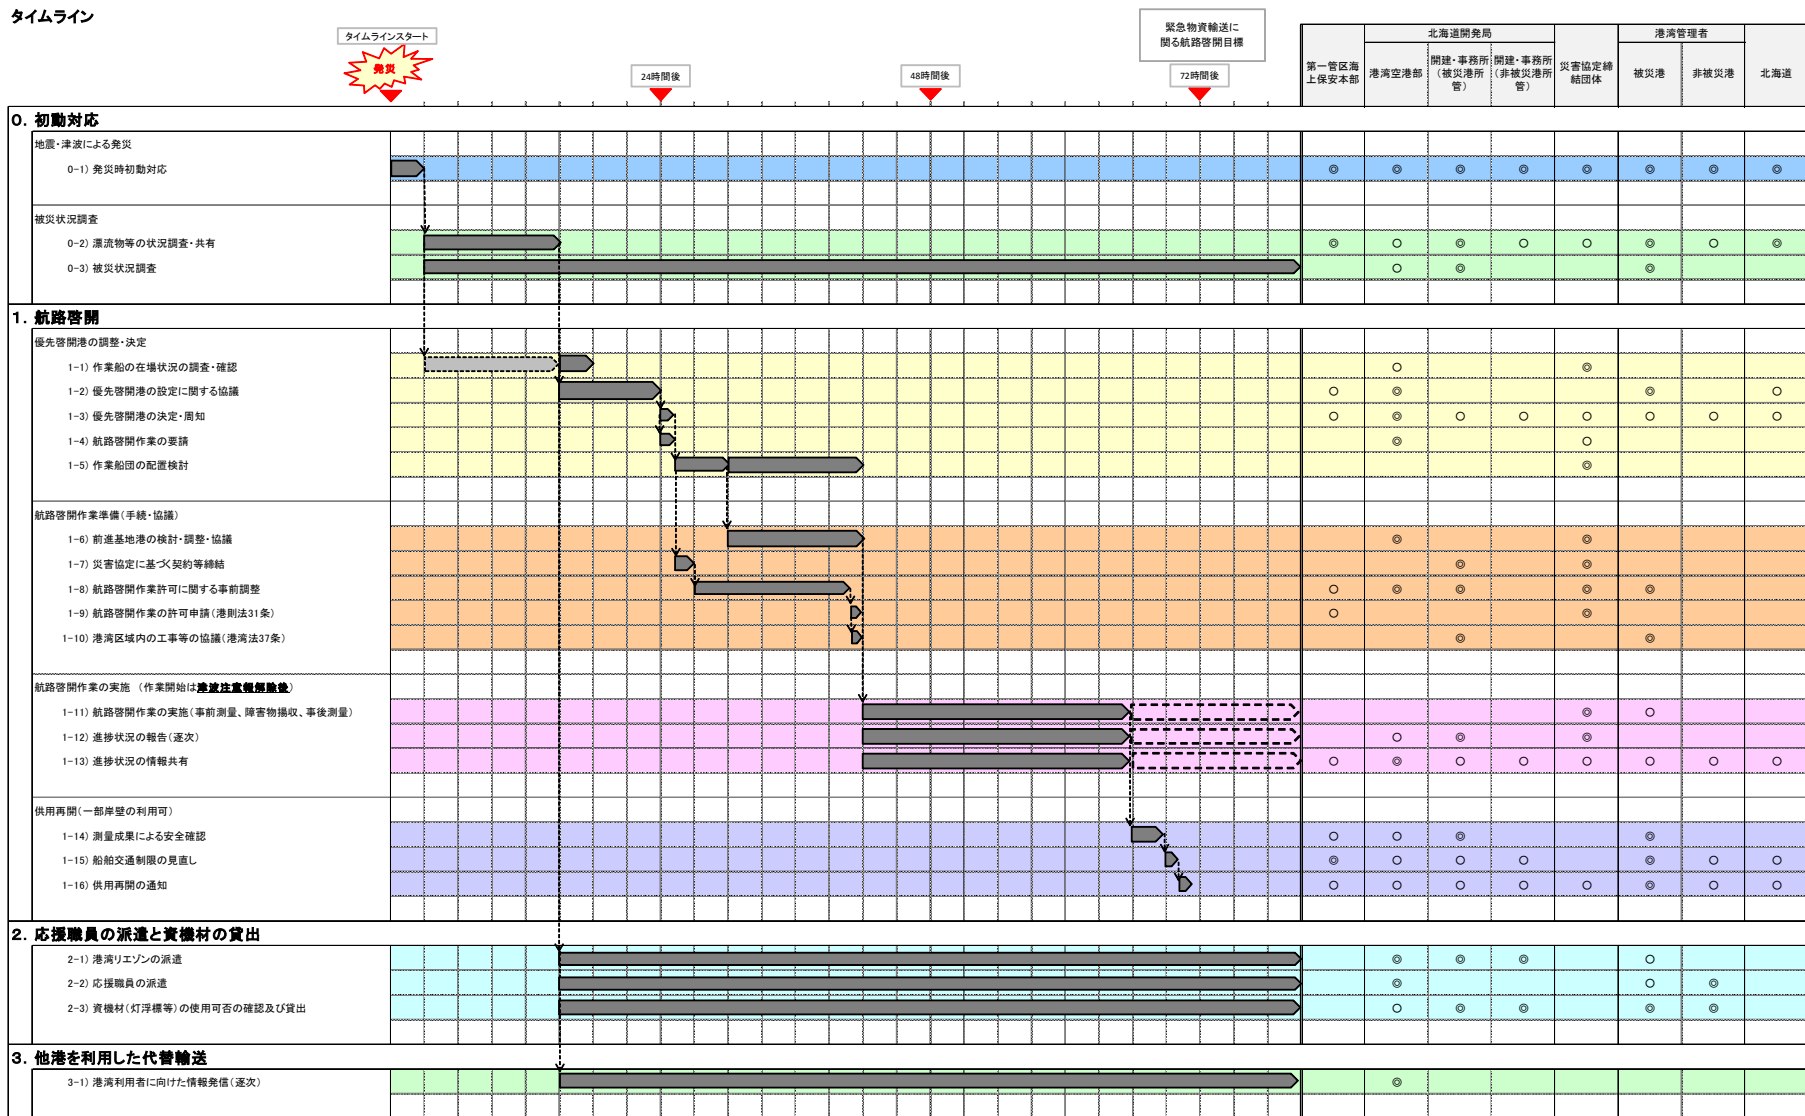 タイムライン
タイムラインスタート
発災
24時間後
48時間後
緊急物資輸送に
関る航路啓開目標
72時間後
第一管区海
上保安本部
北海道開発局
港湾空港部
開建・事務所
(被災港所
管)
開建・事務所
(非被災港所
管)
災害協定締
結団体
港湾管理者
被災港
非被災港
北海道
0. 初動対応
地震・津波による発災
0-1) 発災時初動対応 ◎ ◎ ◎ ◎ ◎ ◎ ◎ ◎
被災状況調査
0-2) 漂流物等の状況調査・共有 ◎ ○ ◎ ○ ○ ◎ ○ ◎
0-3) 被災状況調査 ○ ◎ ◎
1. 航路啓開
優先啓開港の調整・決定
1-1) 作業船の在場状況の調査・確認 ○ ◎
1-2) 優先啓開港の設定に関する協議 ○ ◎ ◎ ○
1-3) 優先啓開港の決定・周知 ○ ◎ ○ ○ ○ ○ ○ ○
1-4) 航路啓開作業の要請 ◎ ○
1-5) 作業船団の配置検討 ◎
航路啓開作業準備(手続・協議)
1-6) 前進基地港の検討・調整・協議 ◎ ◎
1-7) 災害協定に基づく契約等締結 ◎ ◎
1-8) 航路啓開作業許可に関する事前調整 ○ ◎ ◎ ◎ ◎
1-9) 航路啓開作業の許可申請(港則法31条) ○ ◎
1-10) 港湾区域内の工事等の協議(港湾法37条) ◎ ◎
航路啓開作業の実施 (作業開始は津波注意報解除後)
1-11) 航路啓開作業の実施(事前測量、障害物揚収、事後測量) ◎ ○
1-12) 進捗状況の報告(逐次) ○ ◎ ◎
1-13) 進捗状況の情報共有 ○ ◎ ○ ○ ○ ○ ○ ○
供用再開(一部岸壁の利用可)
1-14) 測量成果による安全確認 ○ ○ ◎ ◎
1-15) 船舶交通制限の見直し ◎ ○ ○ ○ ◎ ○ ○
1-16) 供用再開の通知 ○ ○ ○ ○ ○ ◎ ○ ○
2. 応援職員の派遣と資機材の貸出
2-1) 港湾リエゾンの派遣 ◎ ◎ ◎ ○
2-2) 応援職員の派遣 ◎ ○ ◎
2-3) 資機材(灯浮標等)の使用可否の確認及び貸出 ○ ◎ ◎ ◎ ◎
3. 他港を利用した代替輸送
3-1) 港湾利用者に向けた情報発信(逐次) ◎